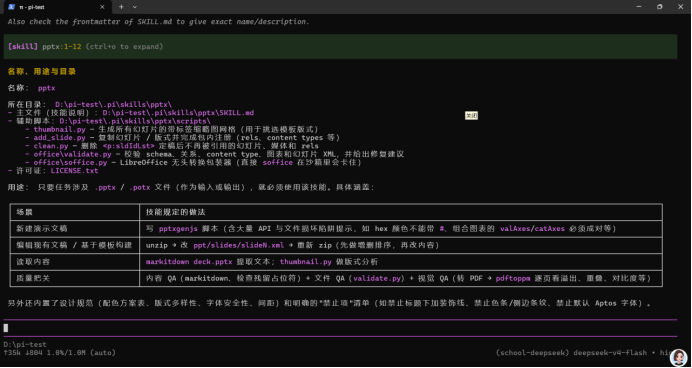 π - pi-test
Also check the frontmatter of SKILL.md to give exact name/description.
[skill] pptx:1-12 (ctrl+o to expand)
名称、用途与目录
名称： pptx
所在目录： D:\pi-test\.pi\skills\pptx\
- 主文件 (技能说明) ：D:\pi-test\.pi\skills\pptx\SKILL.md
- 辅助脚本：D:\pi-test\.pi\skills\pptx\scripts\
关闭
- thumbnail.py — 生成所有幻灯片的带标签缩略图网格 (用于挑选模板版式)
- add_slide.py — 复制幻灯片 / 版式并完成包内注册 (rels、content types 等)
- clean.py — 删除 <p:sldIdLst> 定稿后不再被引用的幻灯片、媒体和 rels
- office\validate.py — 校验 schema、关系、content type、图表和幻灯片 XML，并给出修复建议
- office\soffice.py — LibreOffice 无头转换包装器 (直接 soffice 在沙箱里会卡住)
- 许可证：LICENSE.txt
用途： 只要任务涉及 .pptx / .potx 文件 (作为输入或输出) ，就必须使用该技能。具体涵盖：
场景 技能规定的做法
新建演示文稿 写 pptxgenjs 脚本 (含大量 API 与文件损坏陷阱提示，如 hex 颜色不能带 #、组合图表的 valAxes/catAxes 必须成对等)
编辑现有文稿 / 基于模板构建 unzip → 改 ppt/slides/slideN.xml → 重新 zip (先做增删排序，再改内容)
读取内容 markitdown deck.pptx 提取文本；thumbnail.py 做版式分析
质量把关 内容 QA (markitdown、检查残留占位符) + 文件 QA (validate.py) + 视觉 QA (转 PDF → pdftoppm 逐页看溢出、重叠、对比度等)
另外还内置了设计规范 (配色方案表、版式多样性、字体安全性、间距) 和明确的"禁止项"清单 (如禁止标题下加装饰线、禁止色条/侧边条纹、禁止默认 Aptos 字体) 。
D:\pi-test
↑35k ↓804 1.0%/1.0M (auto) (school-deepseek) deepseek-v4-flash •